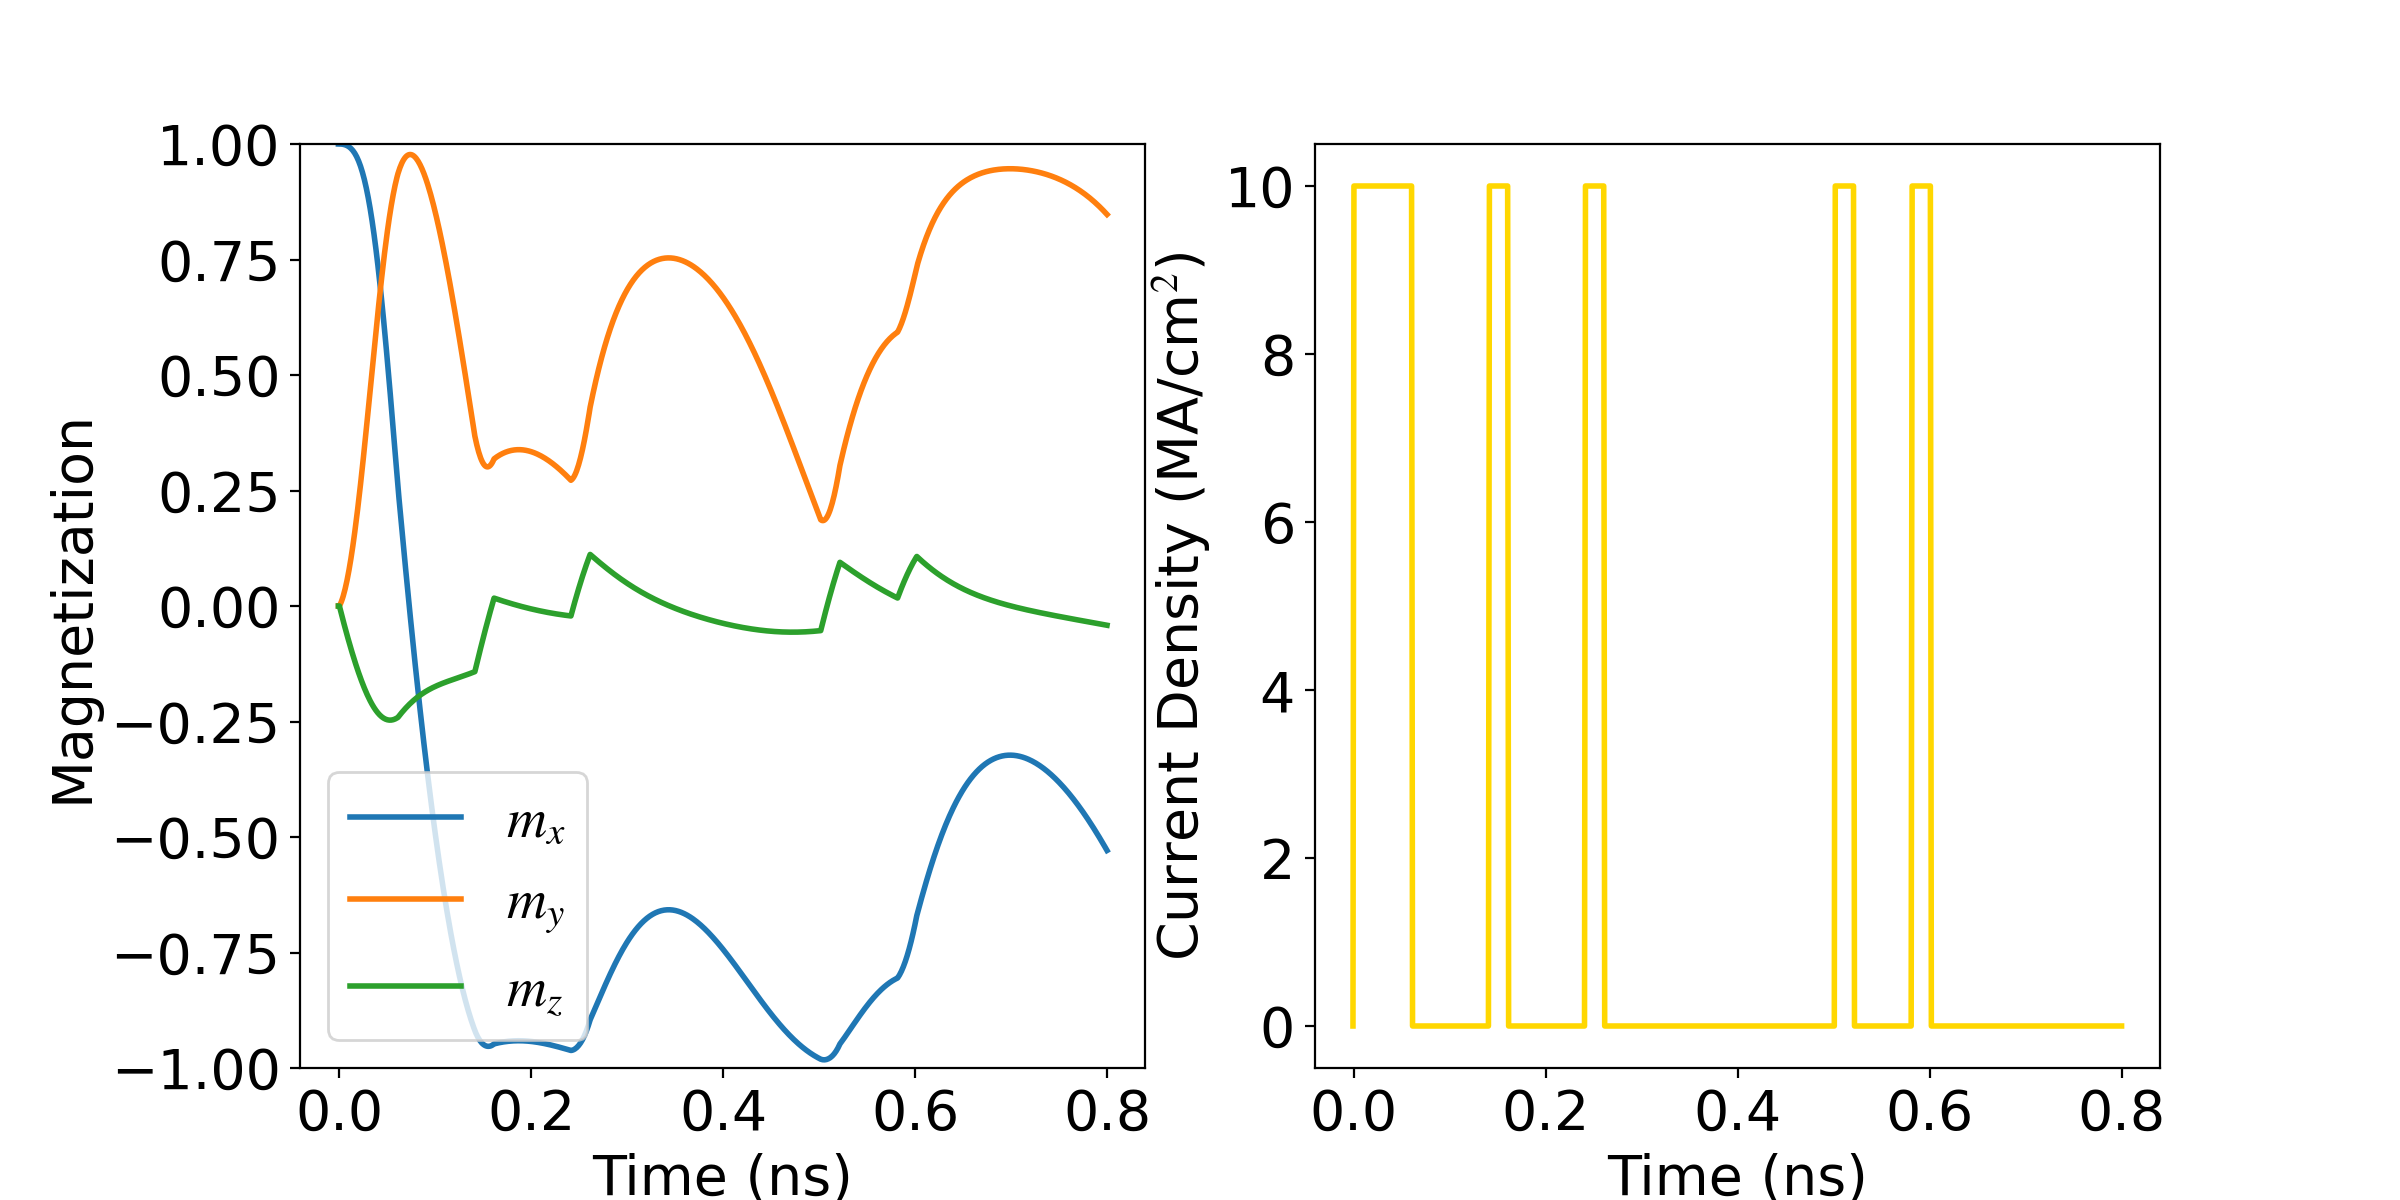 Magnetization
1.00
0.75
0.50
0.25
0.00
−0.25
−0.50
−0.75
−1.00
0.0 0.2 0.4 0.6 0.8
Time (ns)
m_x
m_y
m_z
Current Density (MA/cm²)
10
8
6
4
2
0
0.0 0.2 0.4 0.6 0.8
Time (ns)